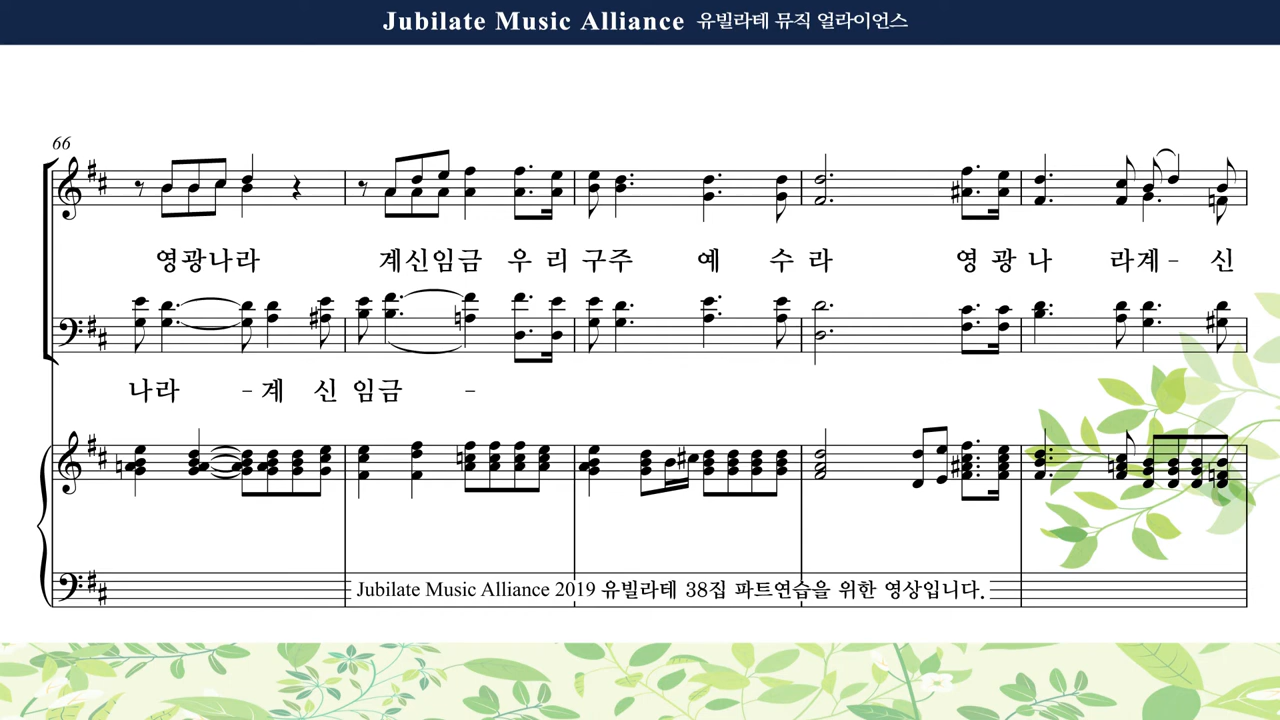 Jubilate Music Alliance 유빌라테 뮤직 얼라이언스
66
영광나라 계신임금 우 리 구주 예 수 라 영 광 나 라계 - 신
나라 - 계 신 임금 -
Jubilate Music Alliance 2019 유빌라테 38집 파트연습을 위한 영상입니다.